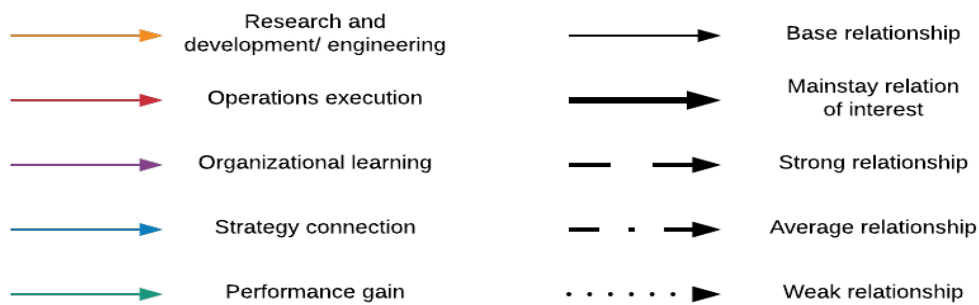 Research and
development/ engineering
Base relationship
Operations execution
Mainstay relation
of interest
Organizational learning
Strong relationship
Strategy connection
Average relationship
Performance gain
Weak relationship